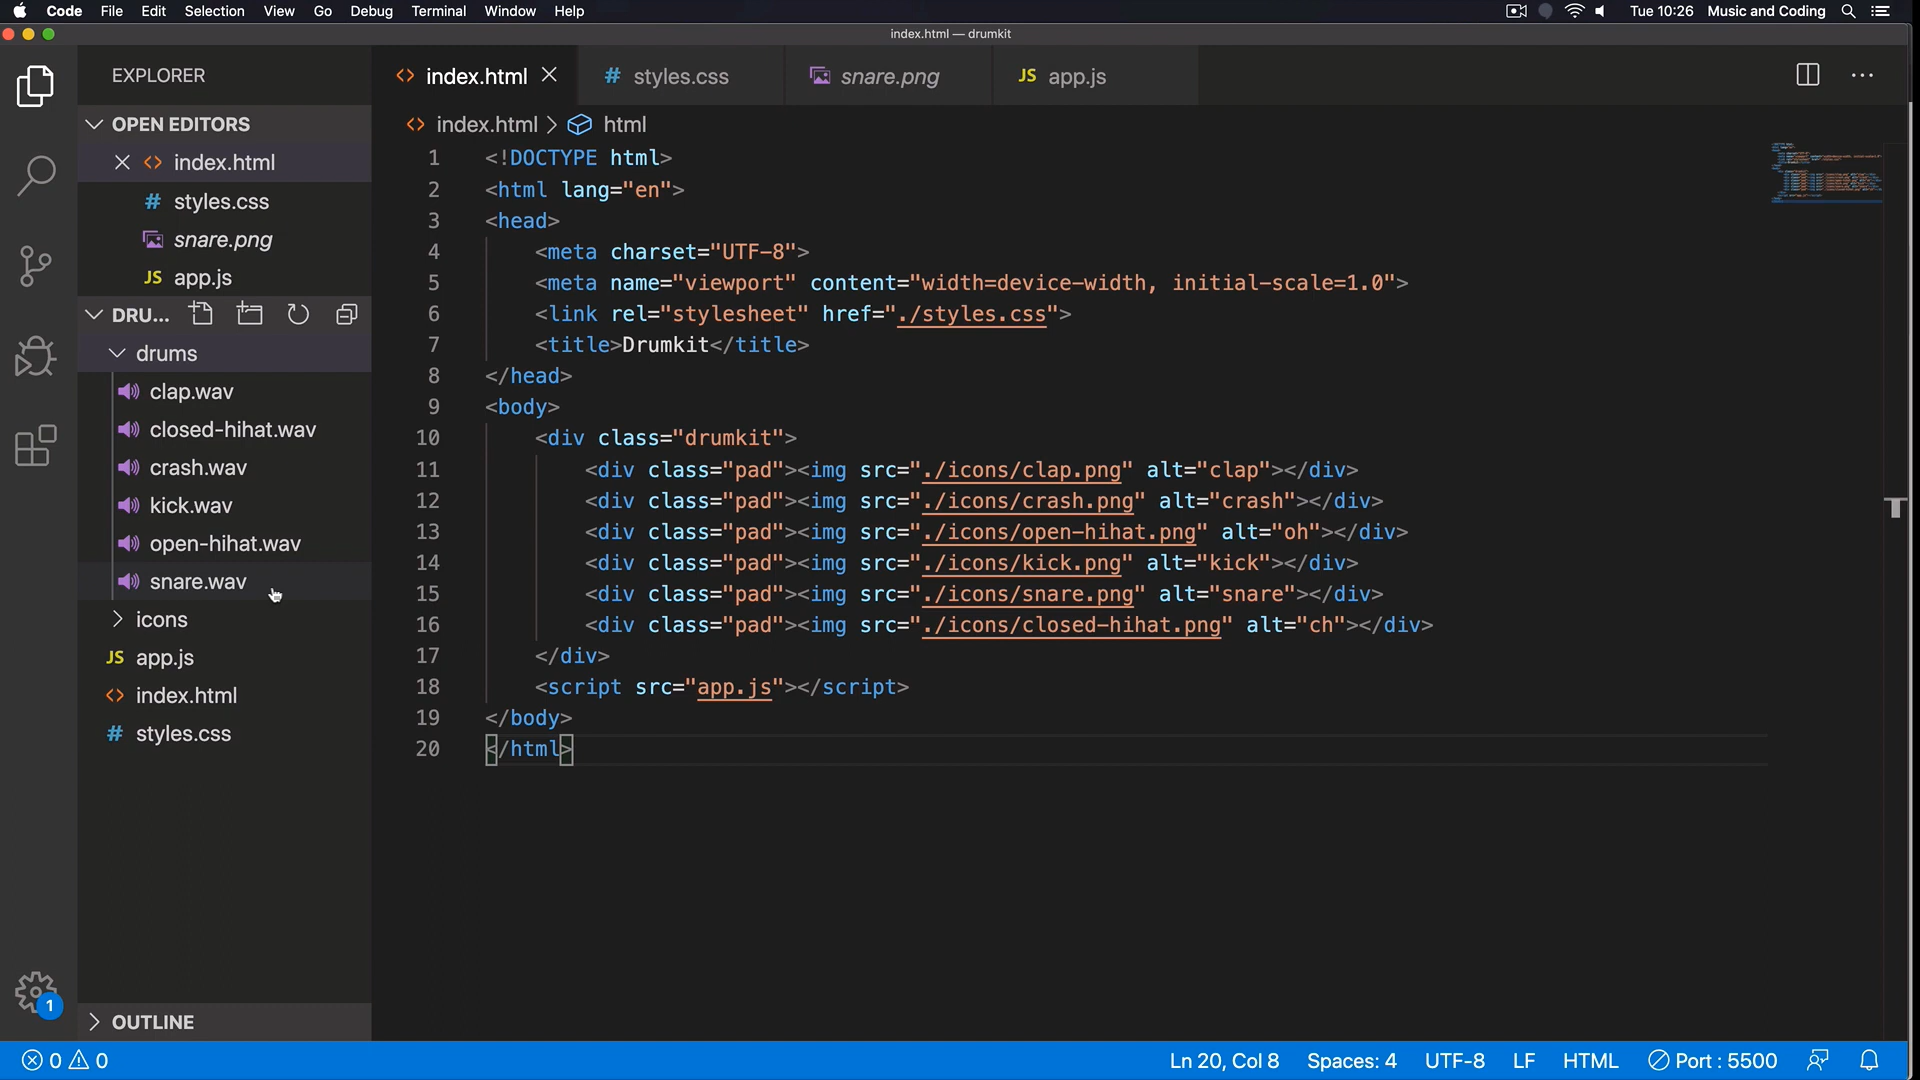 Code File Edit Selection View Go Debug Terminal Window Help Tue 10:26 Music and Coding
index.html — drumkit
EXPLORER
OPEN EDITORS
index.html
# styles.css
snare.png
JS app.js
DRU...
drums
clap.wav
closed-hihat.wav
crash.wav
kick.wav
open-hihat.wav
snare.wav
icons
JS app.js
<> index.html
# styles.css
OUTLINE
<> index.html # styles.css snare.png JS app.js
<> index.html > html
1 <!DOCTYPE html>
2 <html lang="en">
3 <head>
4 <meta charset="UTF-8">
5 <meta name="viewport" content="width=device-width, initial-scale=1.0">
6 <link rel="stylesheet" href="./styles.css">
7 <title>Drumkit</title>
8 </head>
9 <body>
10 <div class="drumkit">
11 <div class="pad"><img src="./icons/clap.png" alt="clap"></div>
12 <div class="pad"><img src="./icons/crash.png" alt="crash"></div>
13 <div class="pad"><img src="./icons/open-hihat.png" alt="oh"></div>
14 <div class="pad"><img src="./icons/kick.png" alt="kick"></div>
15 <div class="pad"><img src="./icons/snare.png" alt="snare"></div>
16 <div class="pad"><img src="./icons/closed-hihat.png" alt="ch"></div>
17 </div>
18 <script src="app.js"></script>
19 </body>
20 </html>
1
0 0 Ln 20, Col 8 Spaces: 4 UTF-8 LF HTML Port : 5500